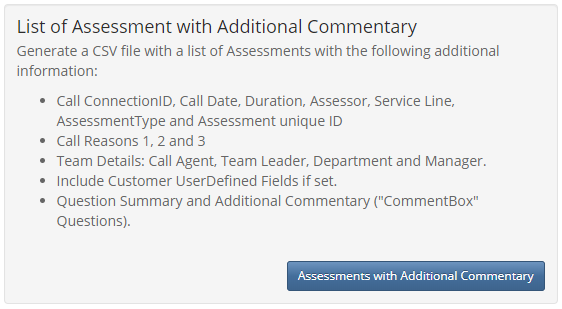 List of Assessment with Additional Commentary
Generate a CSV file with a list of Assessments with the following additional
information:
• Call ConnectionID, Call Date, Duration, Assessor, Service Line,
AssessmentType and Assessment unique ID
• Call Reasons 1, 2 and 3
• Team Details: Call Agent, Team Leader, Department and Manager.
• Include Customer UserDefined Fields if set.
• Question Summary and Additional Commentary ("CommentBox"
Questions).
Assessments with Additional Commentary